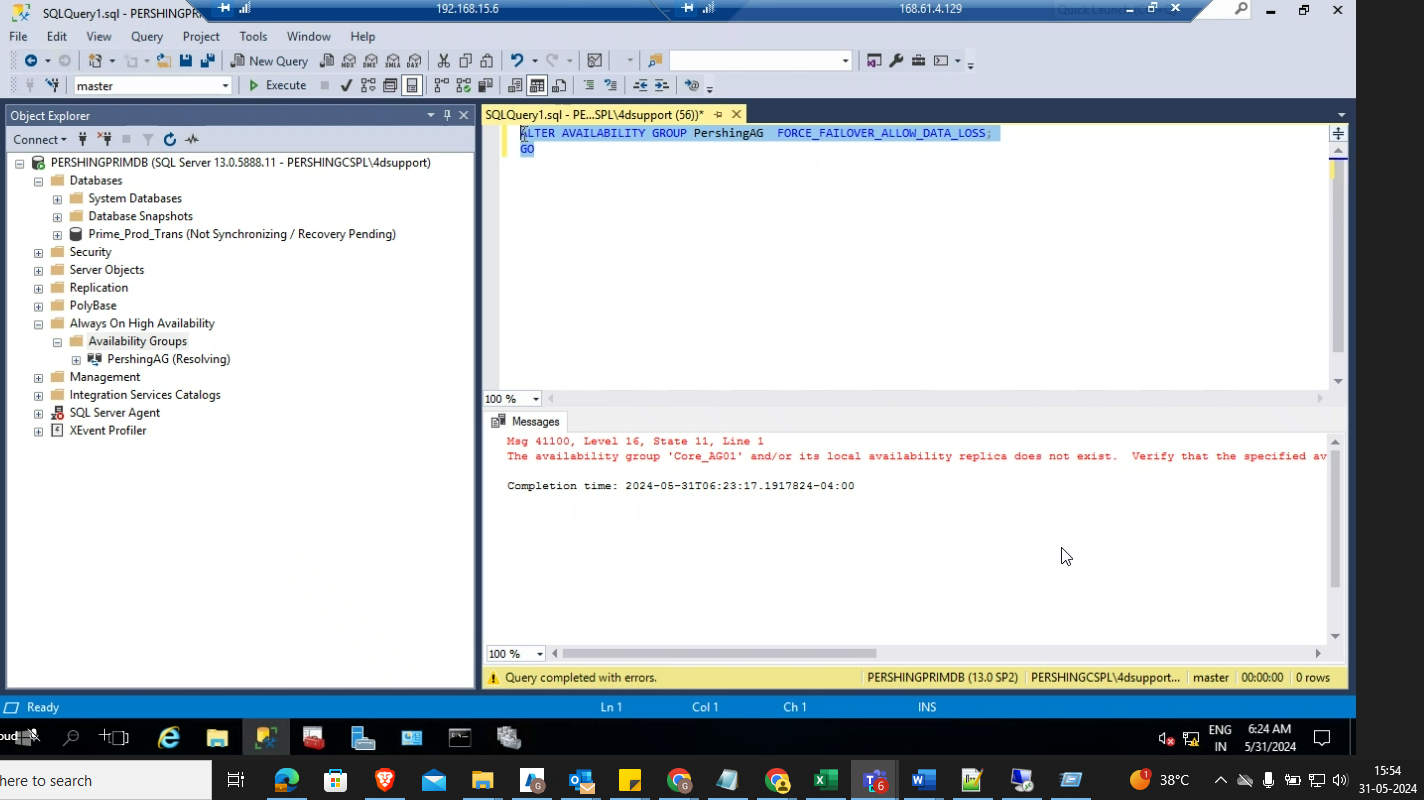 SQLQuery1.sql - PERSHINGPRI
192.168.15.6
168.61.4.129
File Edit View Query Project Tools Window Help
New Query
master
Execute
Object Explorer
Connect
PERSHINGPRIMDB (SQL Server 13.0.5888.11 - PERSHINGCSPL\4dsupport)
Databases
System Databases
Database Snapshots
Prime_Prod_Trans (Not Synchronizing / Recovery Pending)
Security
Server Objects
Replication
PolyBase
Always On High Availability
Availability Groups
PershingAG (Resolving)
Management
Integration Services Catalogs
SQL Server Agent
XEvent Profiler
SQLQuery1.sql - PE...SPL\4dsupport (56))*
ALTER AVAILABILITY GROUP PershingAG  FORCE_FAILOVER_ALLOW_DATA_LOSS;
GO
100 %
Messages
Msg 41100, Level 16, State 11, Line 1
The availability group 'Core_AG01' and/or its local availability replica does not exist.  Verify that the specified av
Completion time: 2024-05-31T06:23:17.1917824-04:00
100 %
Query completed with errors.
PERSHINGPRIMDB (13.0 SP2)
PERSHINGCSPL\4dsupport...
master
00:00:00
0 rows
Ready
Ln 1
Col 1
Ch 1
INS
ENG
IN
6:24 AM
5/31/2024
here to search
6
1
38°C
15:54
31-05-2024